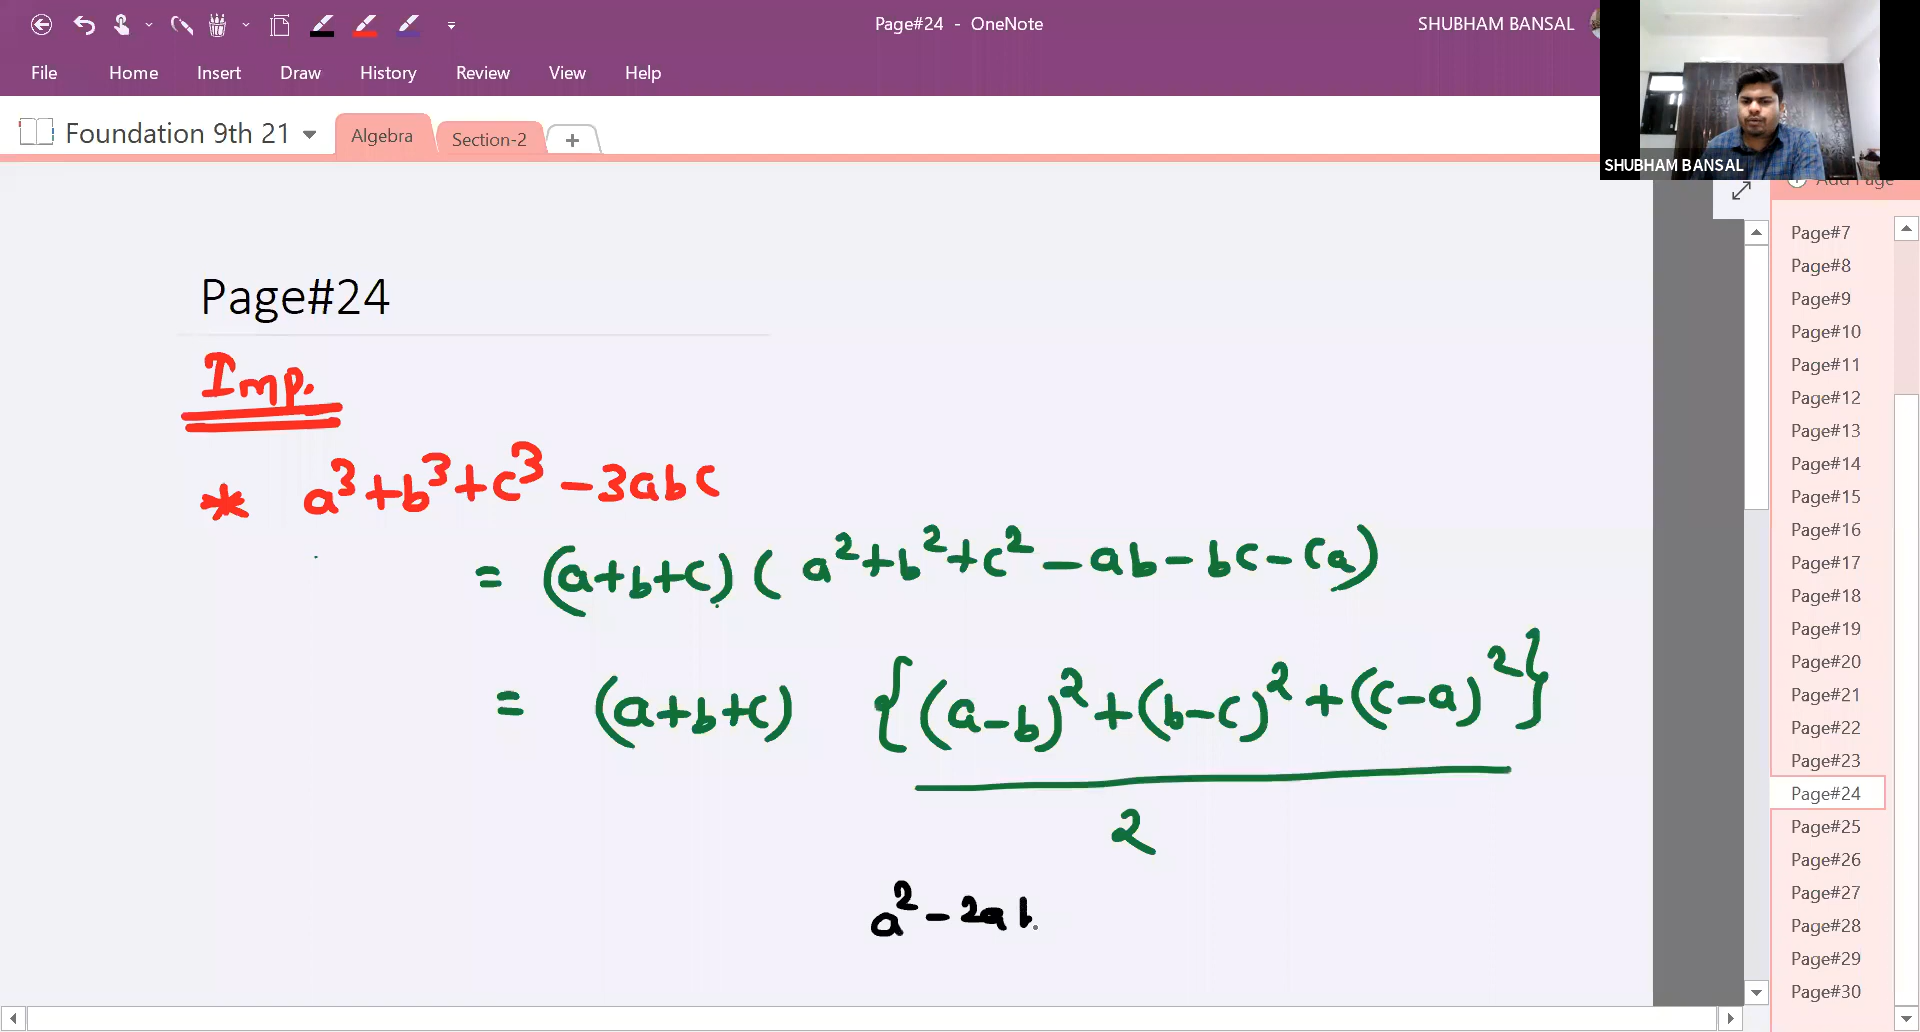 Page#24 - OneNote
SHUBHAM BANSAL
File Home Insert Draw History Review View Help
SHUBHAM BANSAL
Foundation 9th 21
Algebra
Section-2
Add Page
Page#7
Page#8
Page#9
Page#10
Page#11
Page#12
Page#13
Page#14
Page#15
Page#16
Page#17
Page#18
Page#19
Page#20
Page#21
Page#22
Page#23
Page#24
Page#25
Page#26
Page#27
Page#28
Page#29
Page#30
Page#24
Imp.
* a³+b³+c³-3abc
= (a+b+c) (a²+b²+c²-ab-bc-ca)
= (a+b+c) {(a-b)²+(b-c)²+(c-a)²}
2
a²-2ab